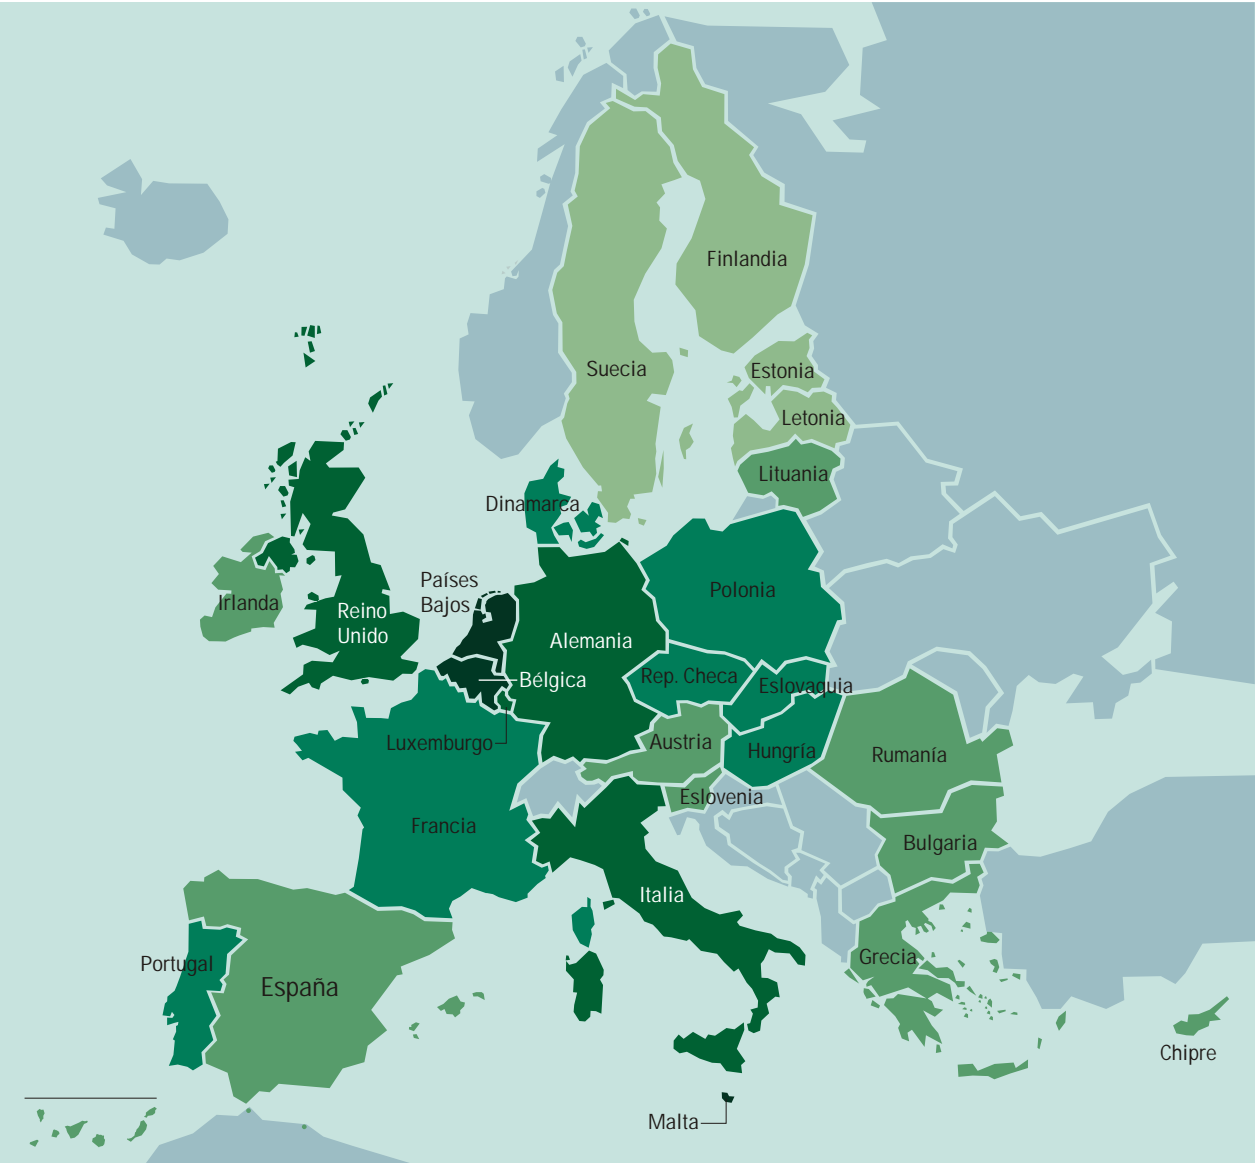 Finlandia
Suecia
Estonia
Letonia
Lituania
Dinamarca
Países
Bajos
Irlanda
Reino
Unido
Polonia
Alemania
Bélgica
Rep. Checa
Eslovaquia
Luxemburgo
Austria
Hungría
Rumanía
Eslovenia
Francia
Bulgaria
Italia
Portugal
España
Grecia
Chipre
Malta